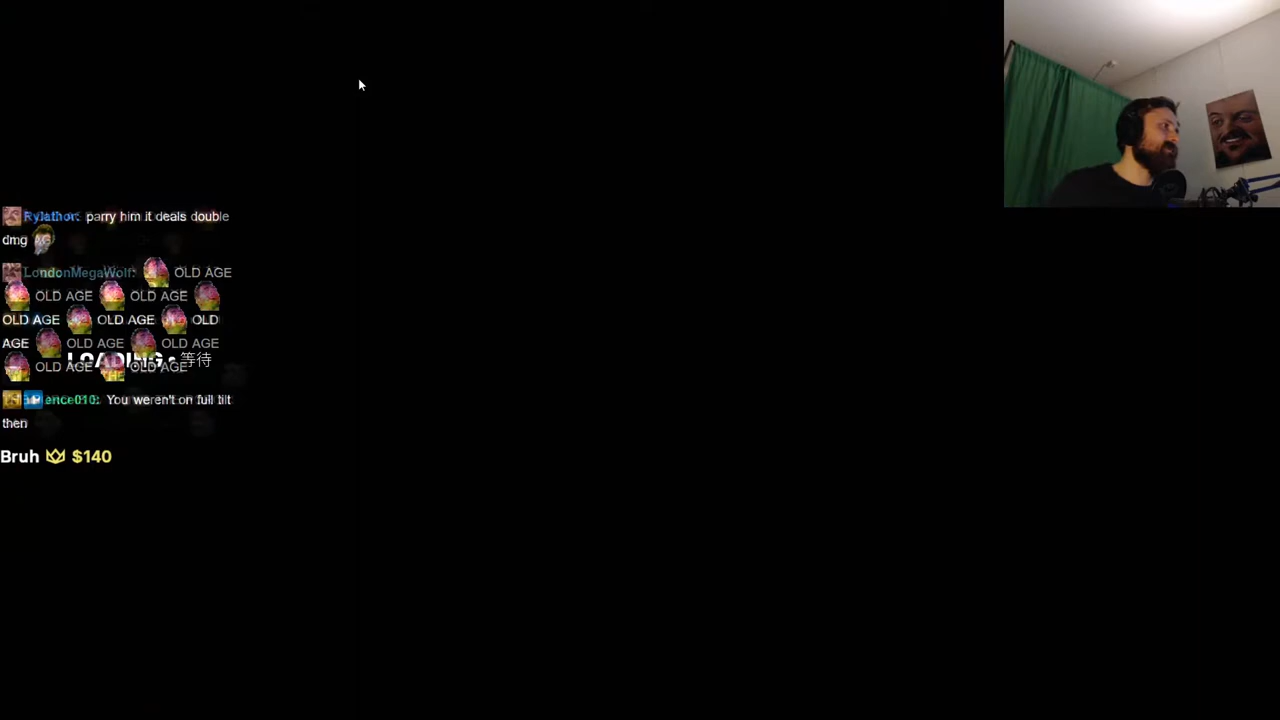 Rylathor: parry him it deals double
dmg
LondonMegaWolf: OLD AGE
OLD AGE OLD AGE
OLD AGE OLD AGE OLD
AGE OLD AGE OLD AGE
LOADING • 等待
OLD AGE OLD AGE
You weren't on full tilt
then
Bruh $140